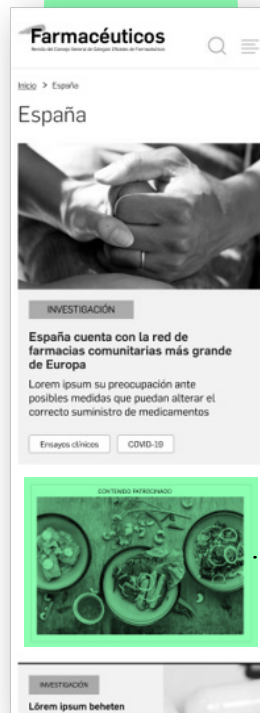 Farmacéuticos
Revista del Consejo General de Colegios Oficiales de Farmacéuticos
Inicio > España
España
INVESTIGACIÓN
España cuenta con la red de
farmacias comunitarias más grande
de Europa
Lorem ipsum su preocupación ante
posibles medidas que puedan alterar el
correcto suministro de medicamentos
Ensayos clínicos COVID-19
CONTENIDO PATROCINADO
INVESTIGACIÓN
Lórem ipsum beheten